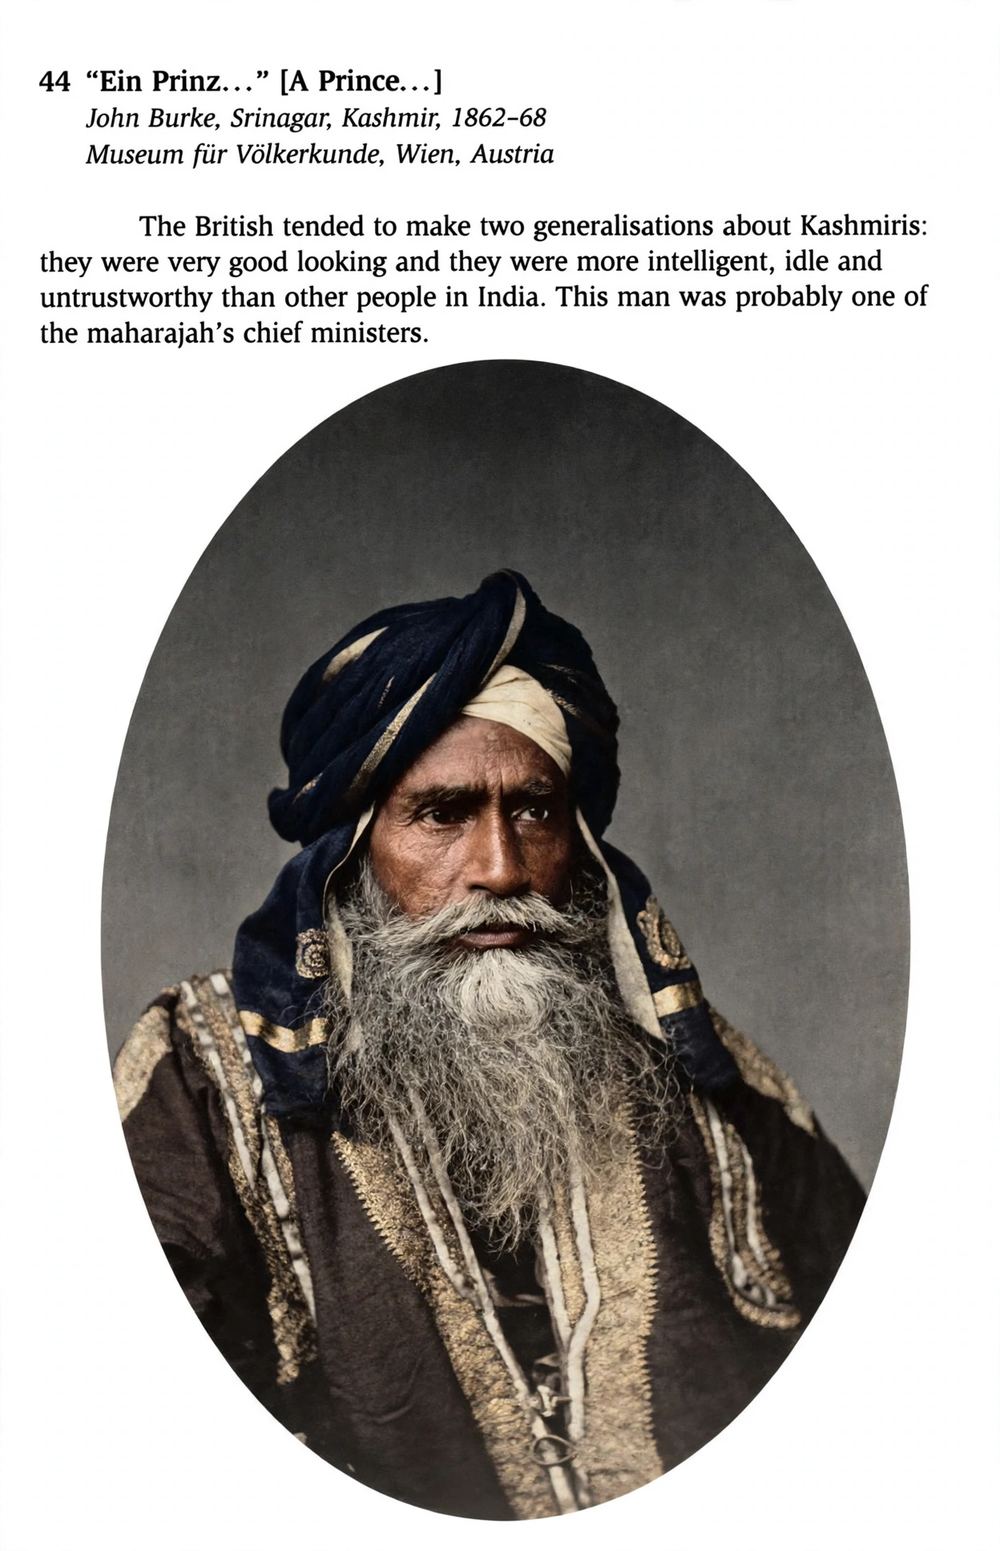 44 “Ein Prinz...” [A Prince...]
John Burke, Srinagar, Kashmir, 1862–68
Museum für Völkerkunde, Wien, Austria
The British tended to make two generalisations about Kashmiris:
they were very good looking and they were more intelligent, idle and
untrustworthy than other people in India. This man was probably one of
the maharajah’s chief ministers.